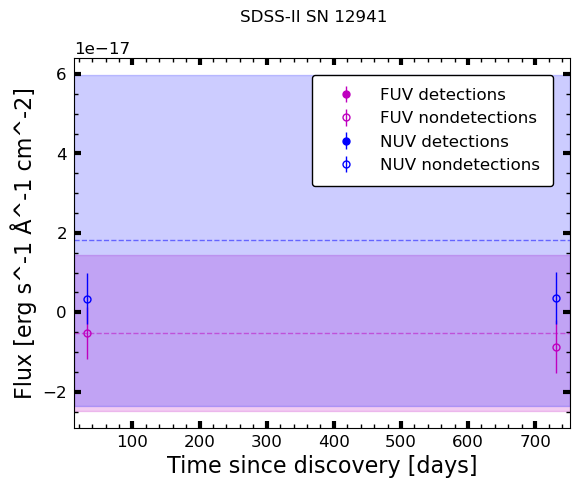 SDSS-II SN 12941
1e−17
6
4
2
0
−2
FUV detections
FUV nondetections
NUV detections
NUV nondetections
100 200 300 400 500 600 700
Time since discovery [days]
Flux [erg s^-1 Å^-1 cm^-2]